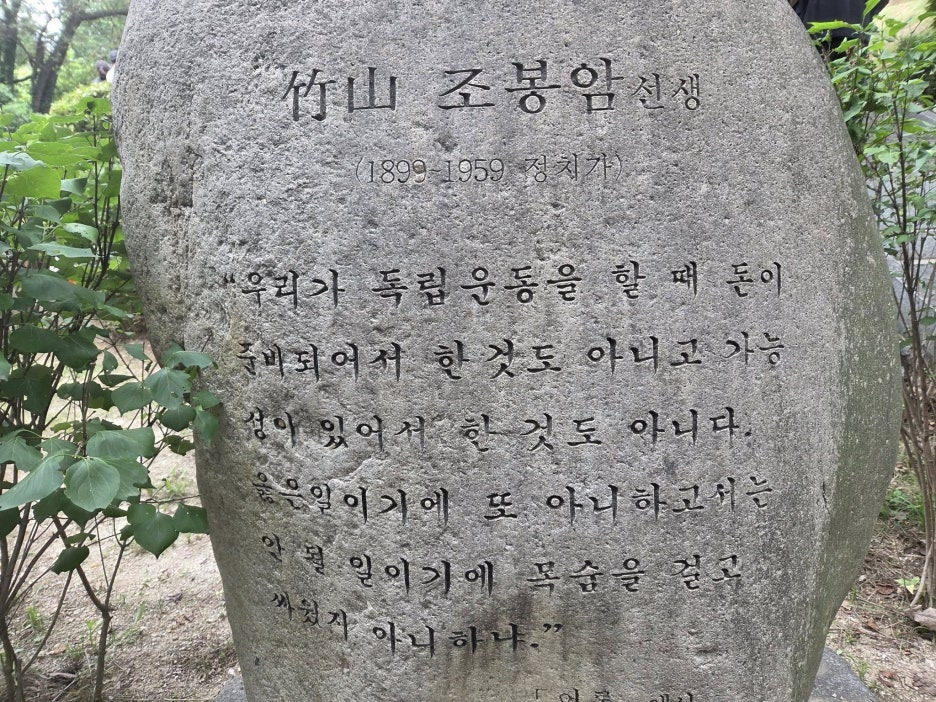 竹山 조봉암 선생
(1899-1959 정치가)
“우리가 독립운동을 할 때 돈이
준비되어서 한 것도 아니고 가능
성이 있어서 한 것도 아니다.
옳은일이기에 또 아니하고서는
안 될 일이기에 목숨을 걸고
싸웠지 아니하냐.”